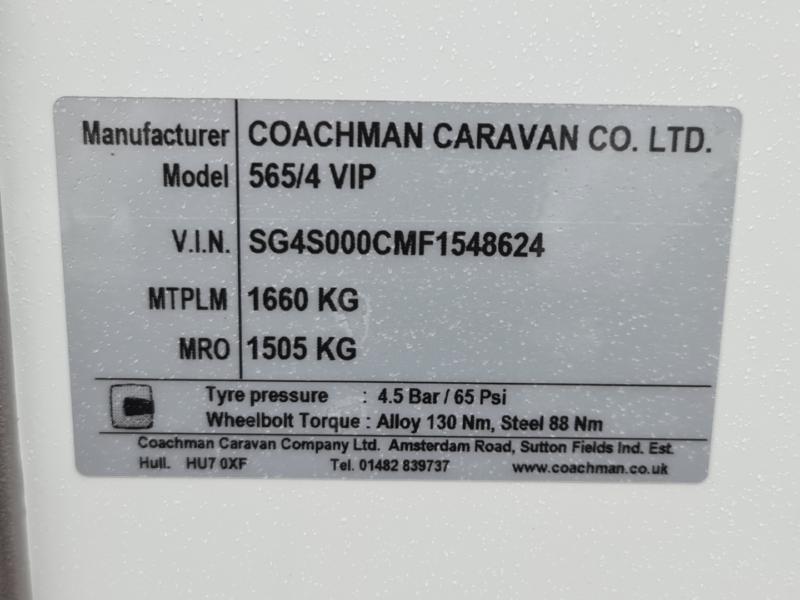 Manufacturer COACHMAN CARAVAN CO. LTD.
Model 565/4 VIP
V.I.N. SG4S000CMF1548624
MTPLM 1660 KG
MRO 1505 KG
Tyre pressure : 4.5 Bar / 65 Psi
Wheelbolt Torque : Alloy 130 Nm, Steel 88 Nm
Coachman Caravan Company Ltd. Amsterdam Road, Sutton Fields Ind. Est.
Hull. HU7 0XF Tel. 01482 839737 www.coachman.co.uk